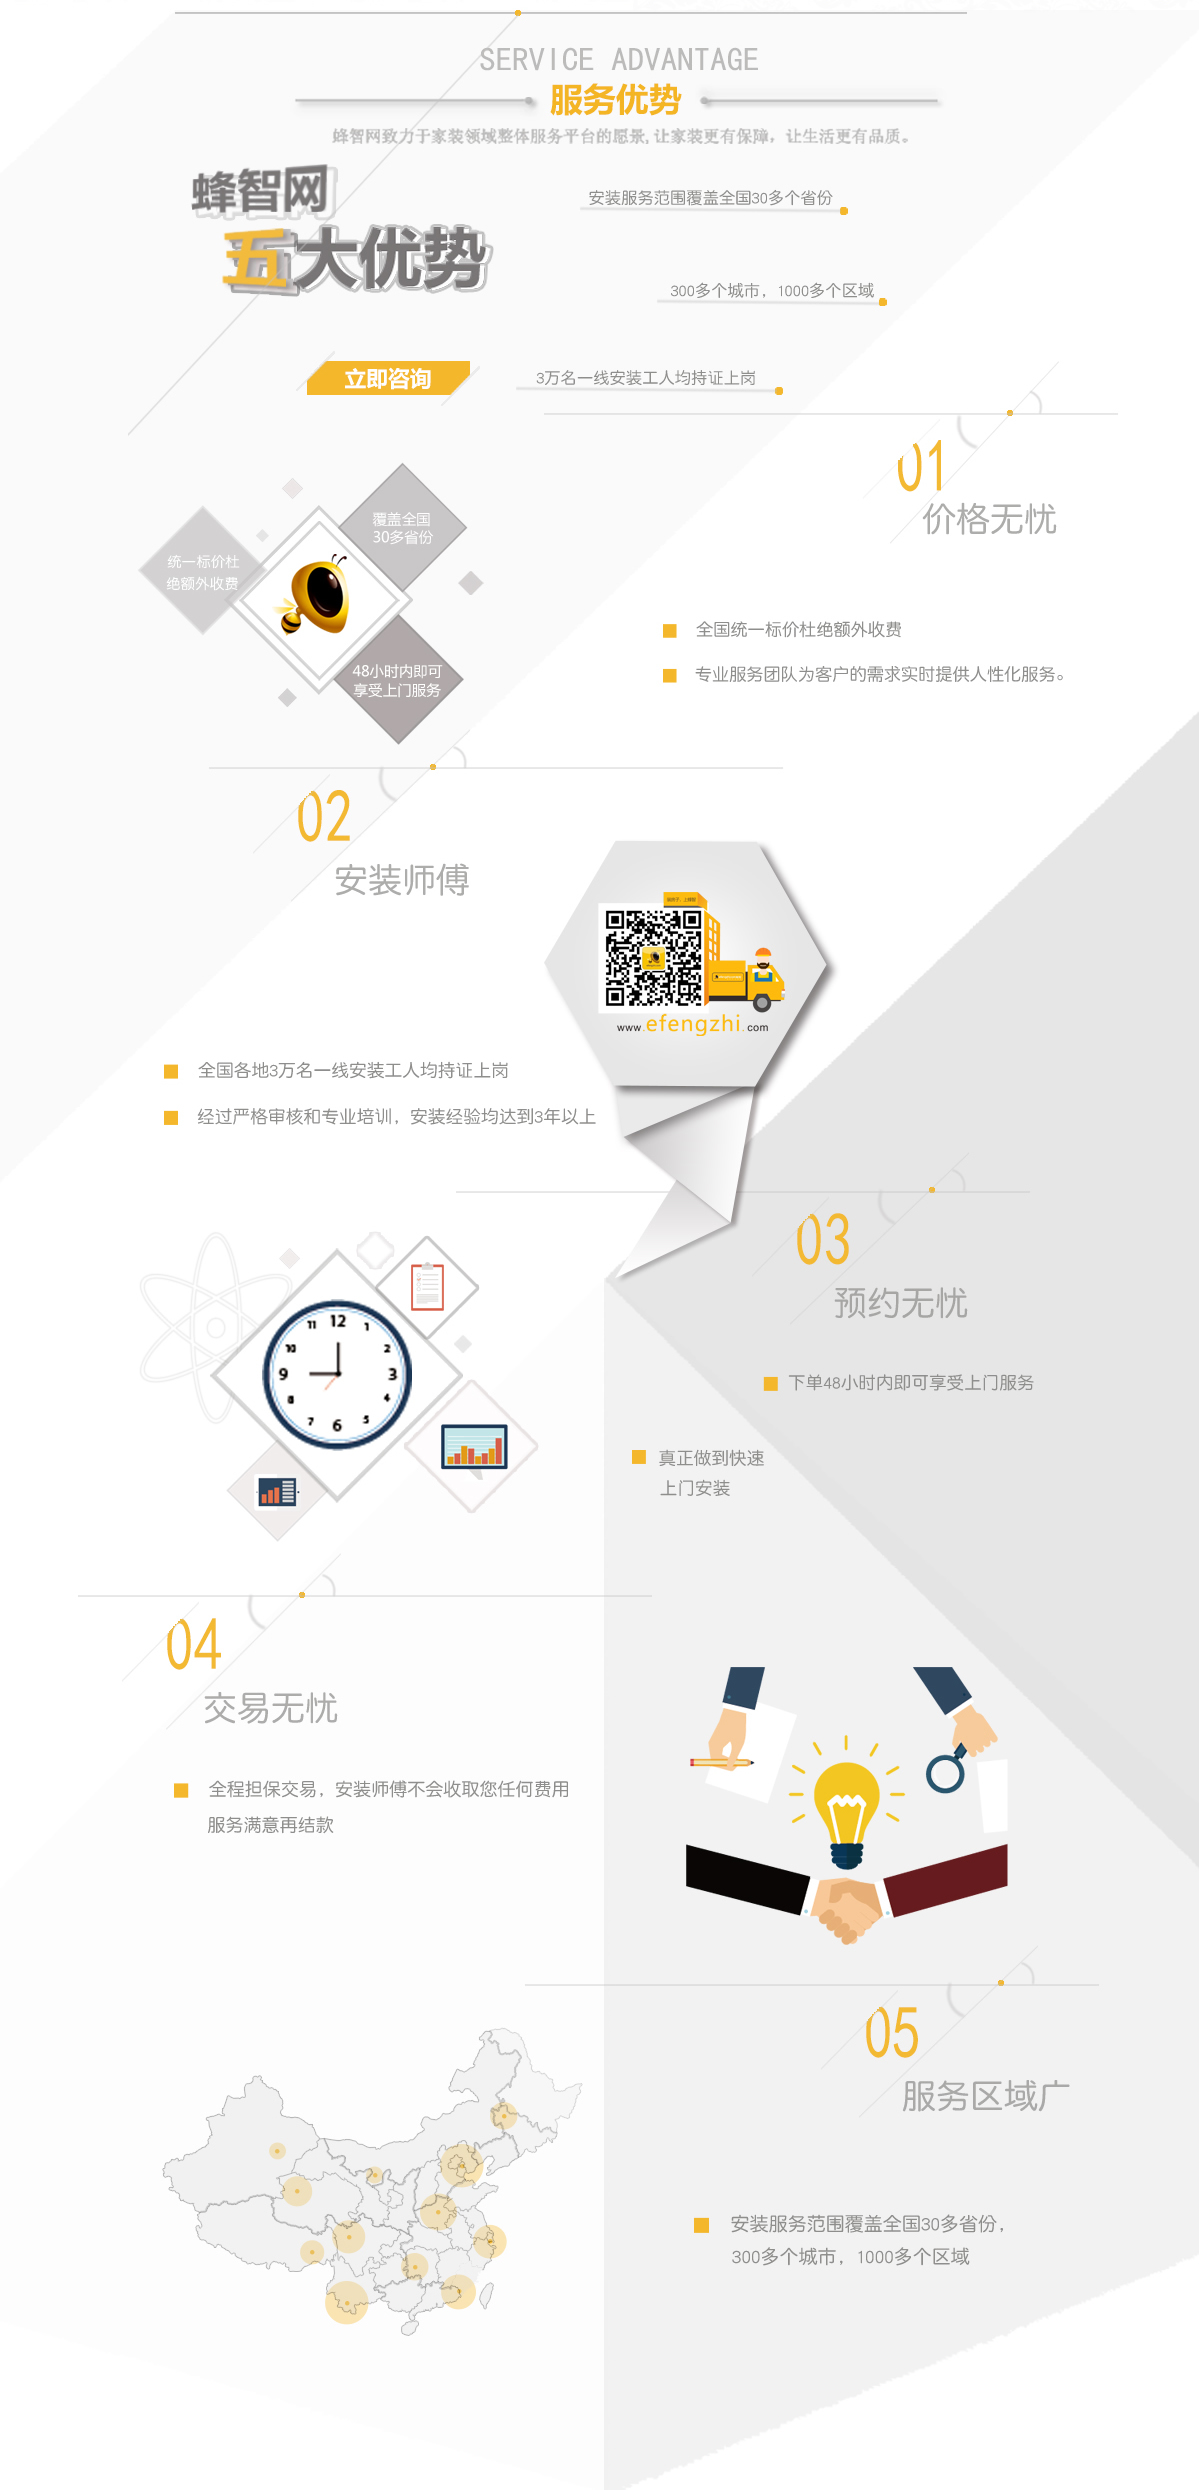 SERVICE ADVANTAGE
服务优势
蜂智网致力于家装领域整体服务平台的愿景,让家装更有保障，让生活更有品质。
蜂智网
五大优势
安装服务范围覆盖全国30多个省份
300多个城市，1000多个区域
立即咨询
3万名一线安装工人均持证上岗
01
价格无忧
覆盖全国
30多省份
统一标价杜
绝额外收费
48小时内即可
享受上门服务
全国统一标价杜绝额外收费
专业服务团队为客户的需求实时提供人性化服务。
02
安装师傅
www.efengzhi.com
全国各地3万名一线安装工人均持证上岗
经过严格审核和专业培训，安装经验均达到3年以上
03
预约无忧
12
1
2
3
4
5
6
7
8
9
10
11
下单48小时内即可享受上门服务
真正做到快速
上门安装
04
交易无忧
全程担保交易，安装师傅不会收取您任何费用
服务满意再结款
05
服务区域广
安装服务范围覆盖全国30多省份，
300多个城市，1000多个区域